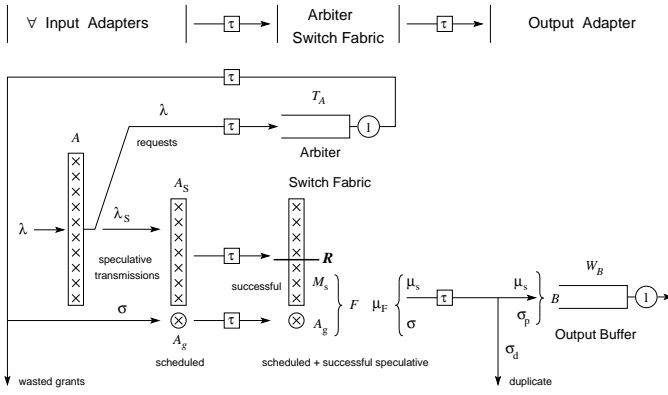 ∀ Input Adapters
τ
Arbiter
Switch Fabric
τ
Output Adapter
τ
λ
T_A
A
requests
τ
1
Arbiter
A_S
Switch Fabric
λ
λ_S
speculative
transmissions
τ
successful
R
M_s
F
μ_F
μ_s
σ
τ
μ_s
σ_p
B
W_B
1
Output Buffer
σ
A_g
scheduled
τ
A_g
scheduled + successful speculative
σ_d
wasted grants
duplicate